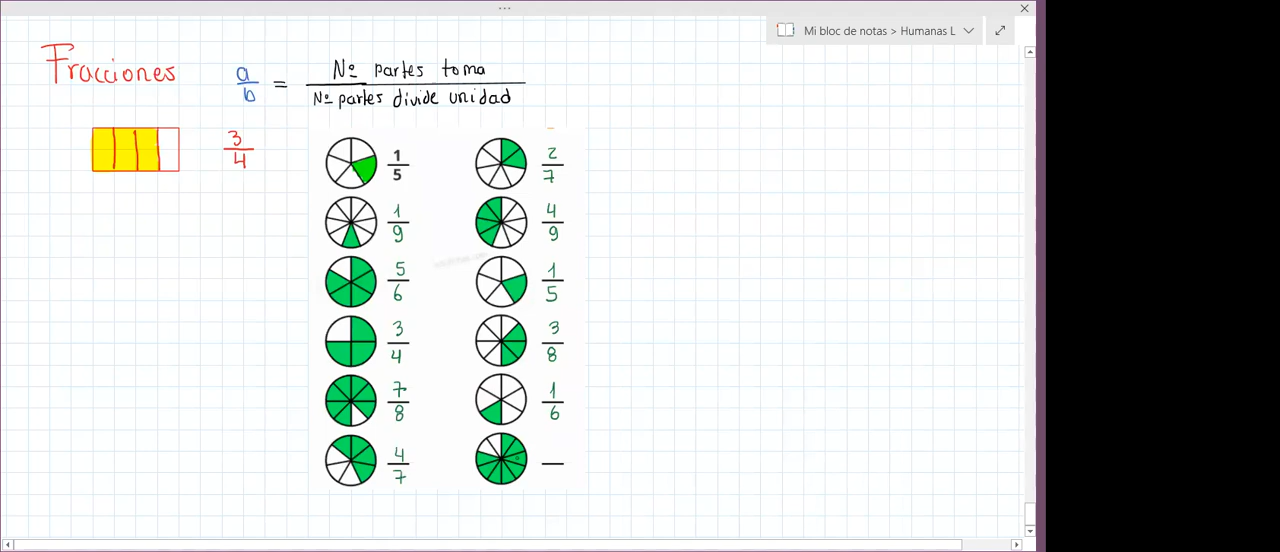 Mi bloc de notas > Humanas L
Fracciones
a/b = Nº partes toma / Nº partes divide unidad
3/4
1/5 2/7
1/9 4/9
5/6 1/5
3/4 3/8
7/8 1/6
4/7 —